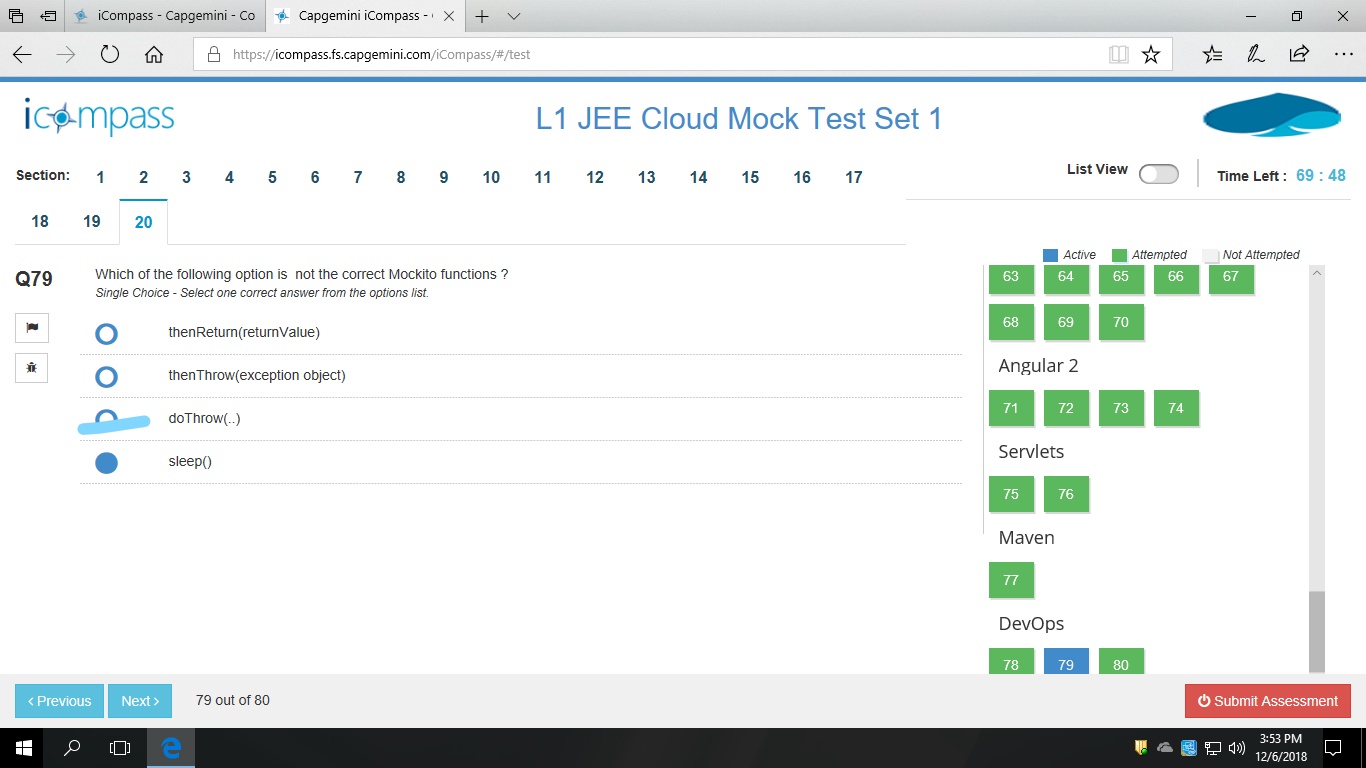 iCompass - Capgemini - Co
Capgemini iCompass -
https://icompass.fs.capgemini.com/iCompass/#/test
icompass
L1 JEE Cloud Mock Test Set 1
Section: 1 2 3 4 5 6 7 8 9 10 11 12 13 14 15 16 17
18 19 20
List View
Time Left : 69 : 48
Active Attempted Not Attempted
Q79
Which of the following option is  not the correct Mockito functions ?
Single Choice - Select one correct answer from the options list.
thenReturn(returnValue)
thenThrow(exception object)
doThrow(..)
sleep()
63 64 65 66 67
68 69 70
Angular 2
71 72 73 74
Servlets
75 76
Maven
77
DevOps
78 79 80
Previous
Next
79 out of 80
Submit Assessment
3:53 PM
12/6/2018